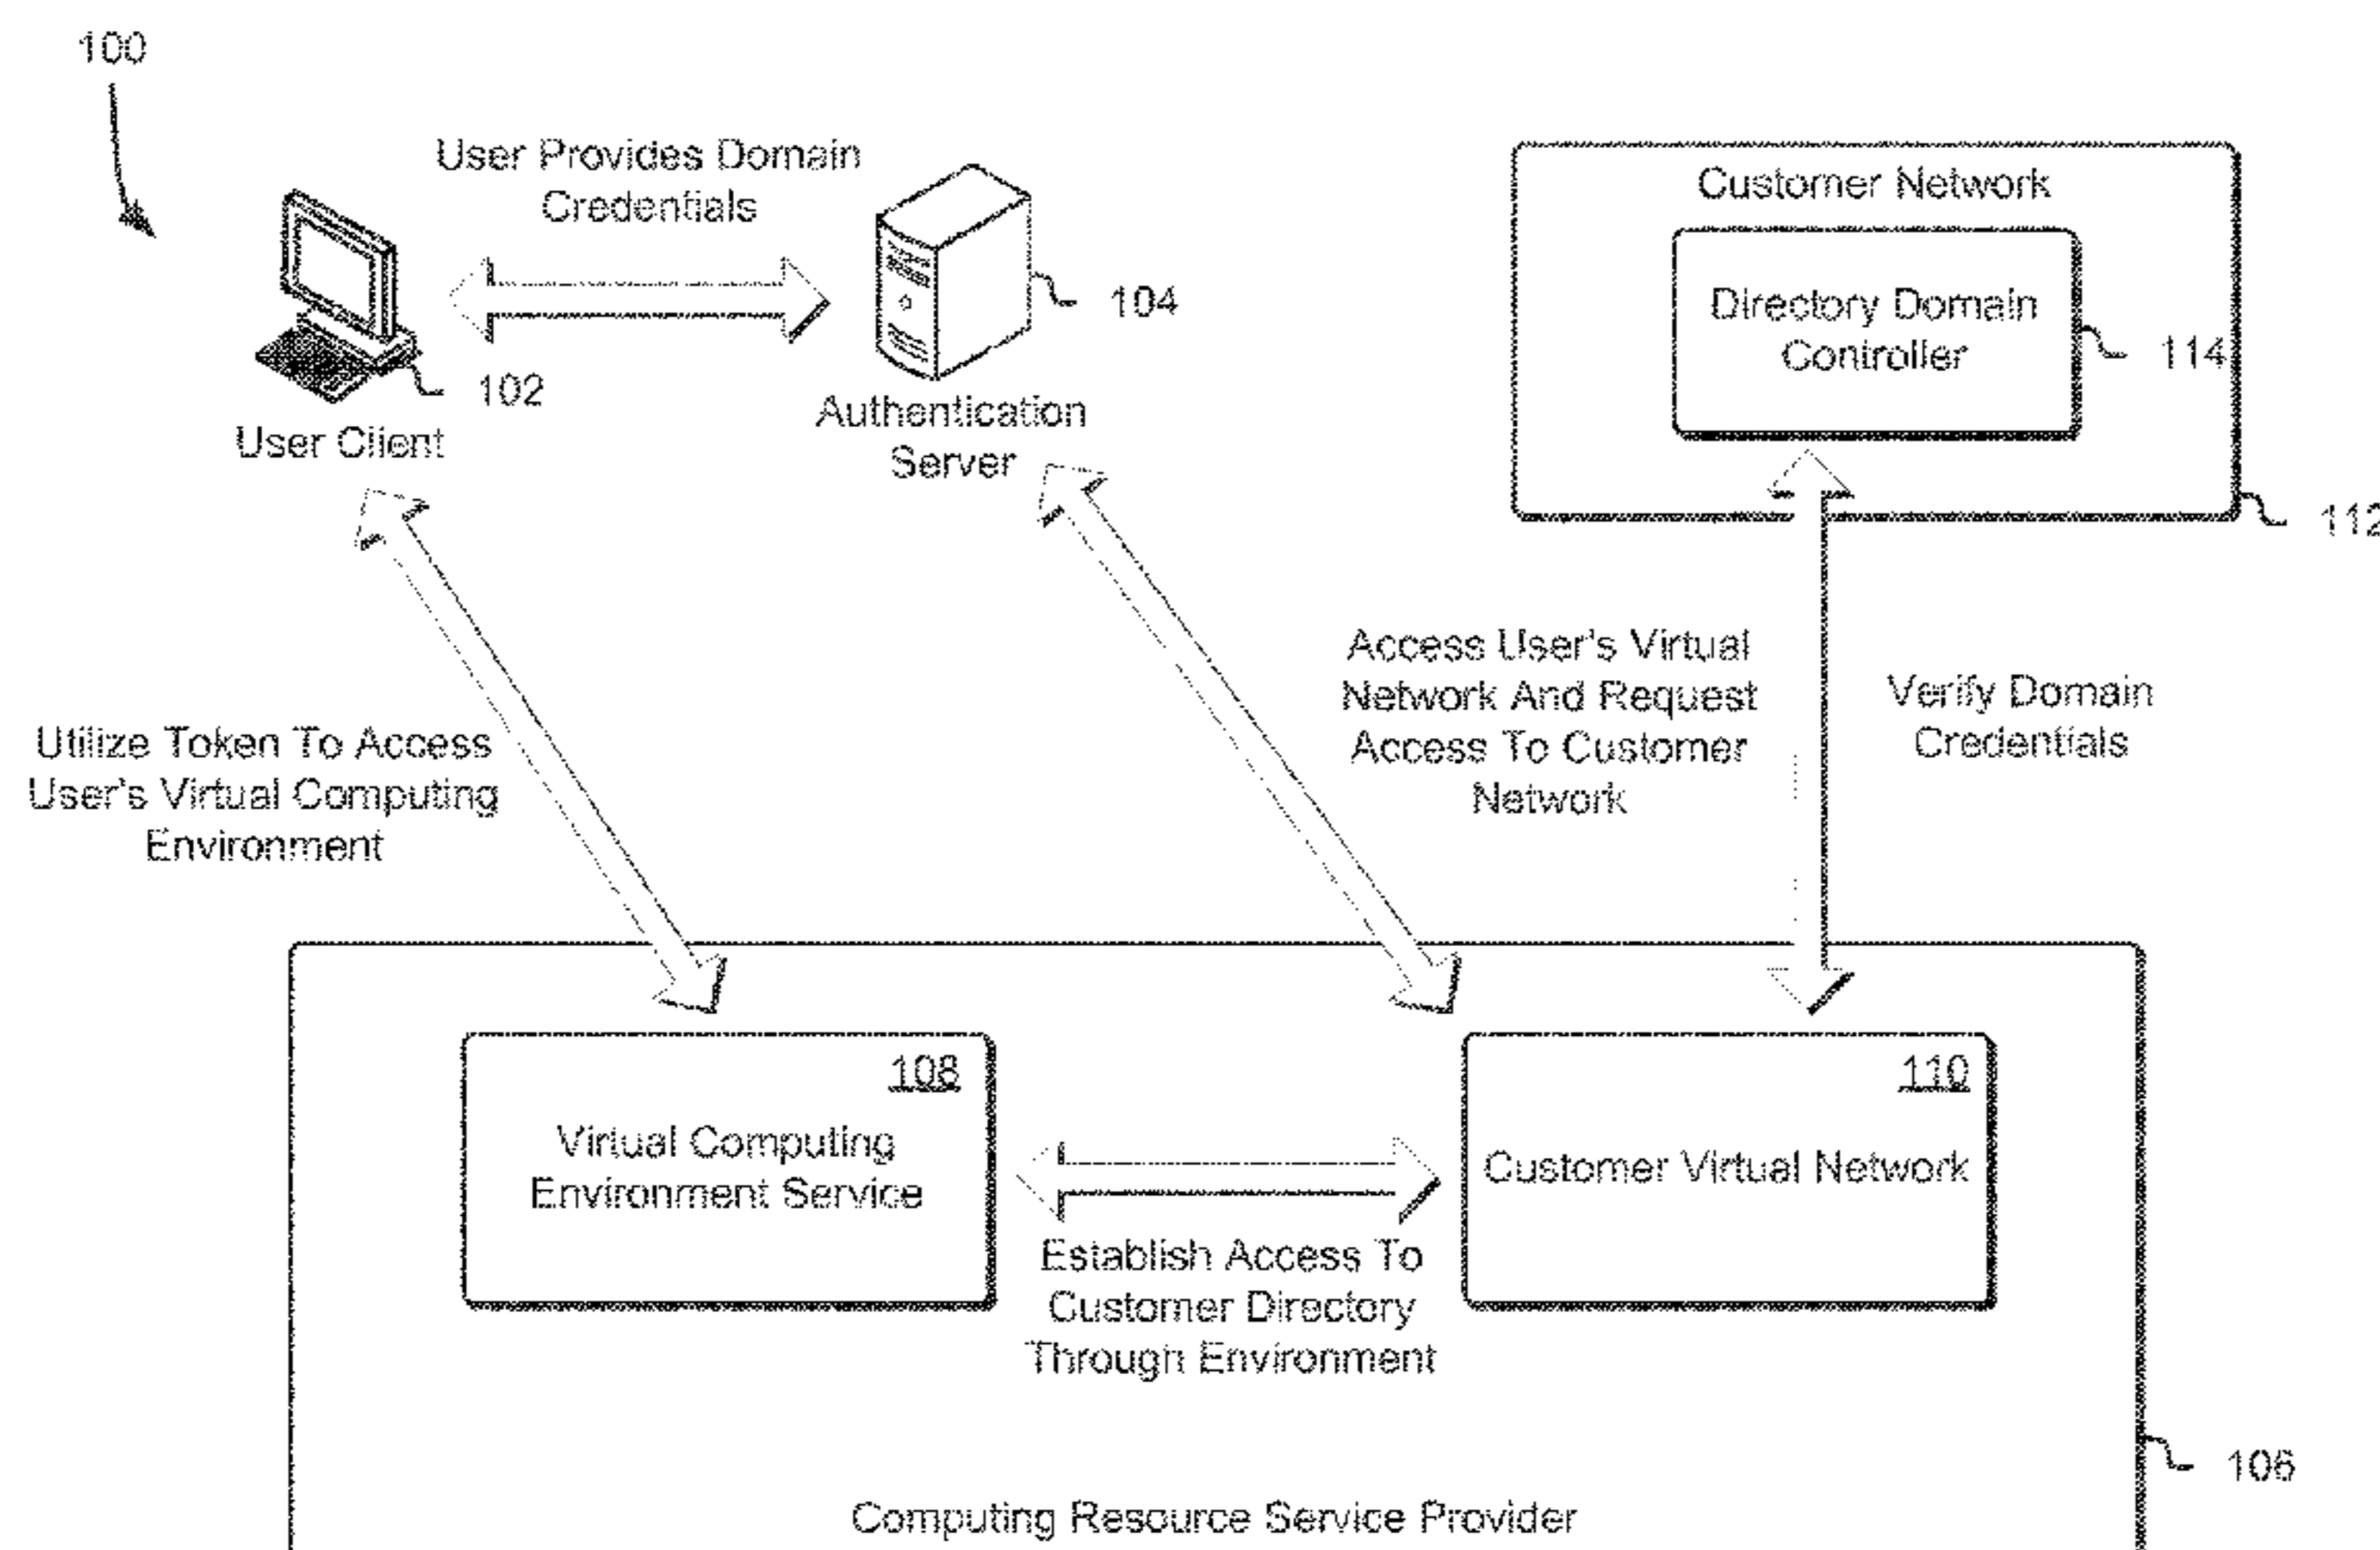 100
User Provides Domain
Credentials
102
User Client
104
Authentication
Server
Customer Network
Directory Domain
Controller
114
112
Utilize Token To Access
User's Virtual Computing
Environment
Access User's Virtual
Network And Request
Access To Customer
Network
Verify Domain
Credentials
108
Virtual Computing
Environment Service
110
Customer Virtual Network
Establish Access To
Customer Directory
Through Environment
106
Computing Resource Service Provider